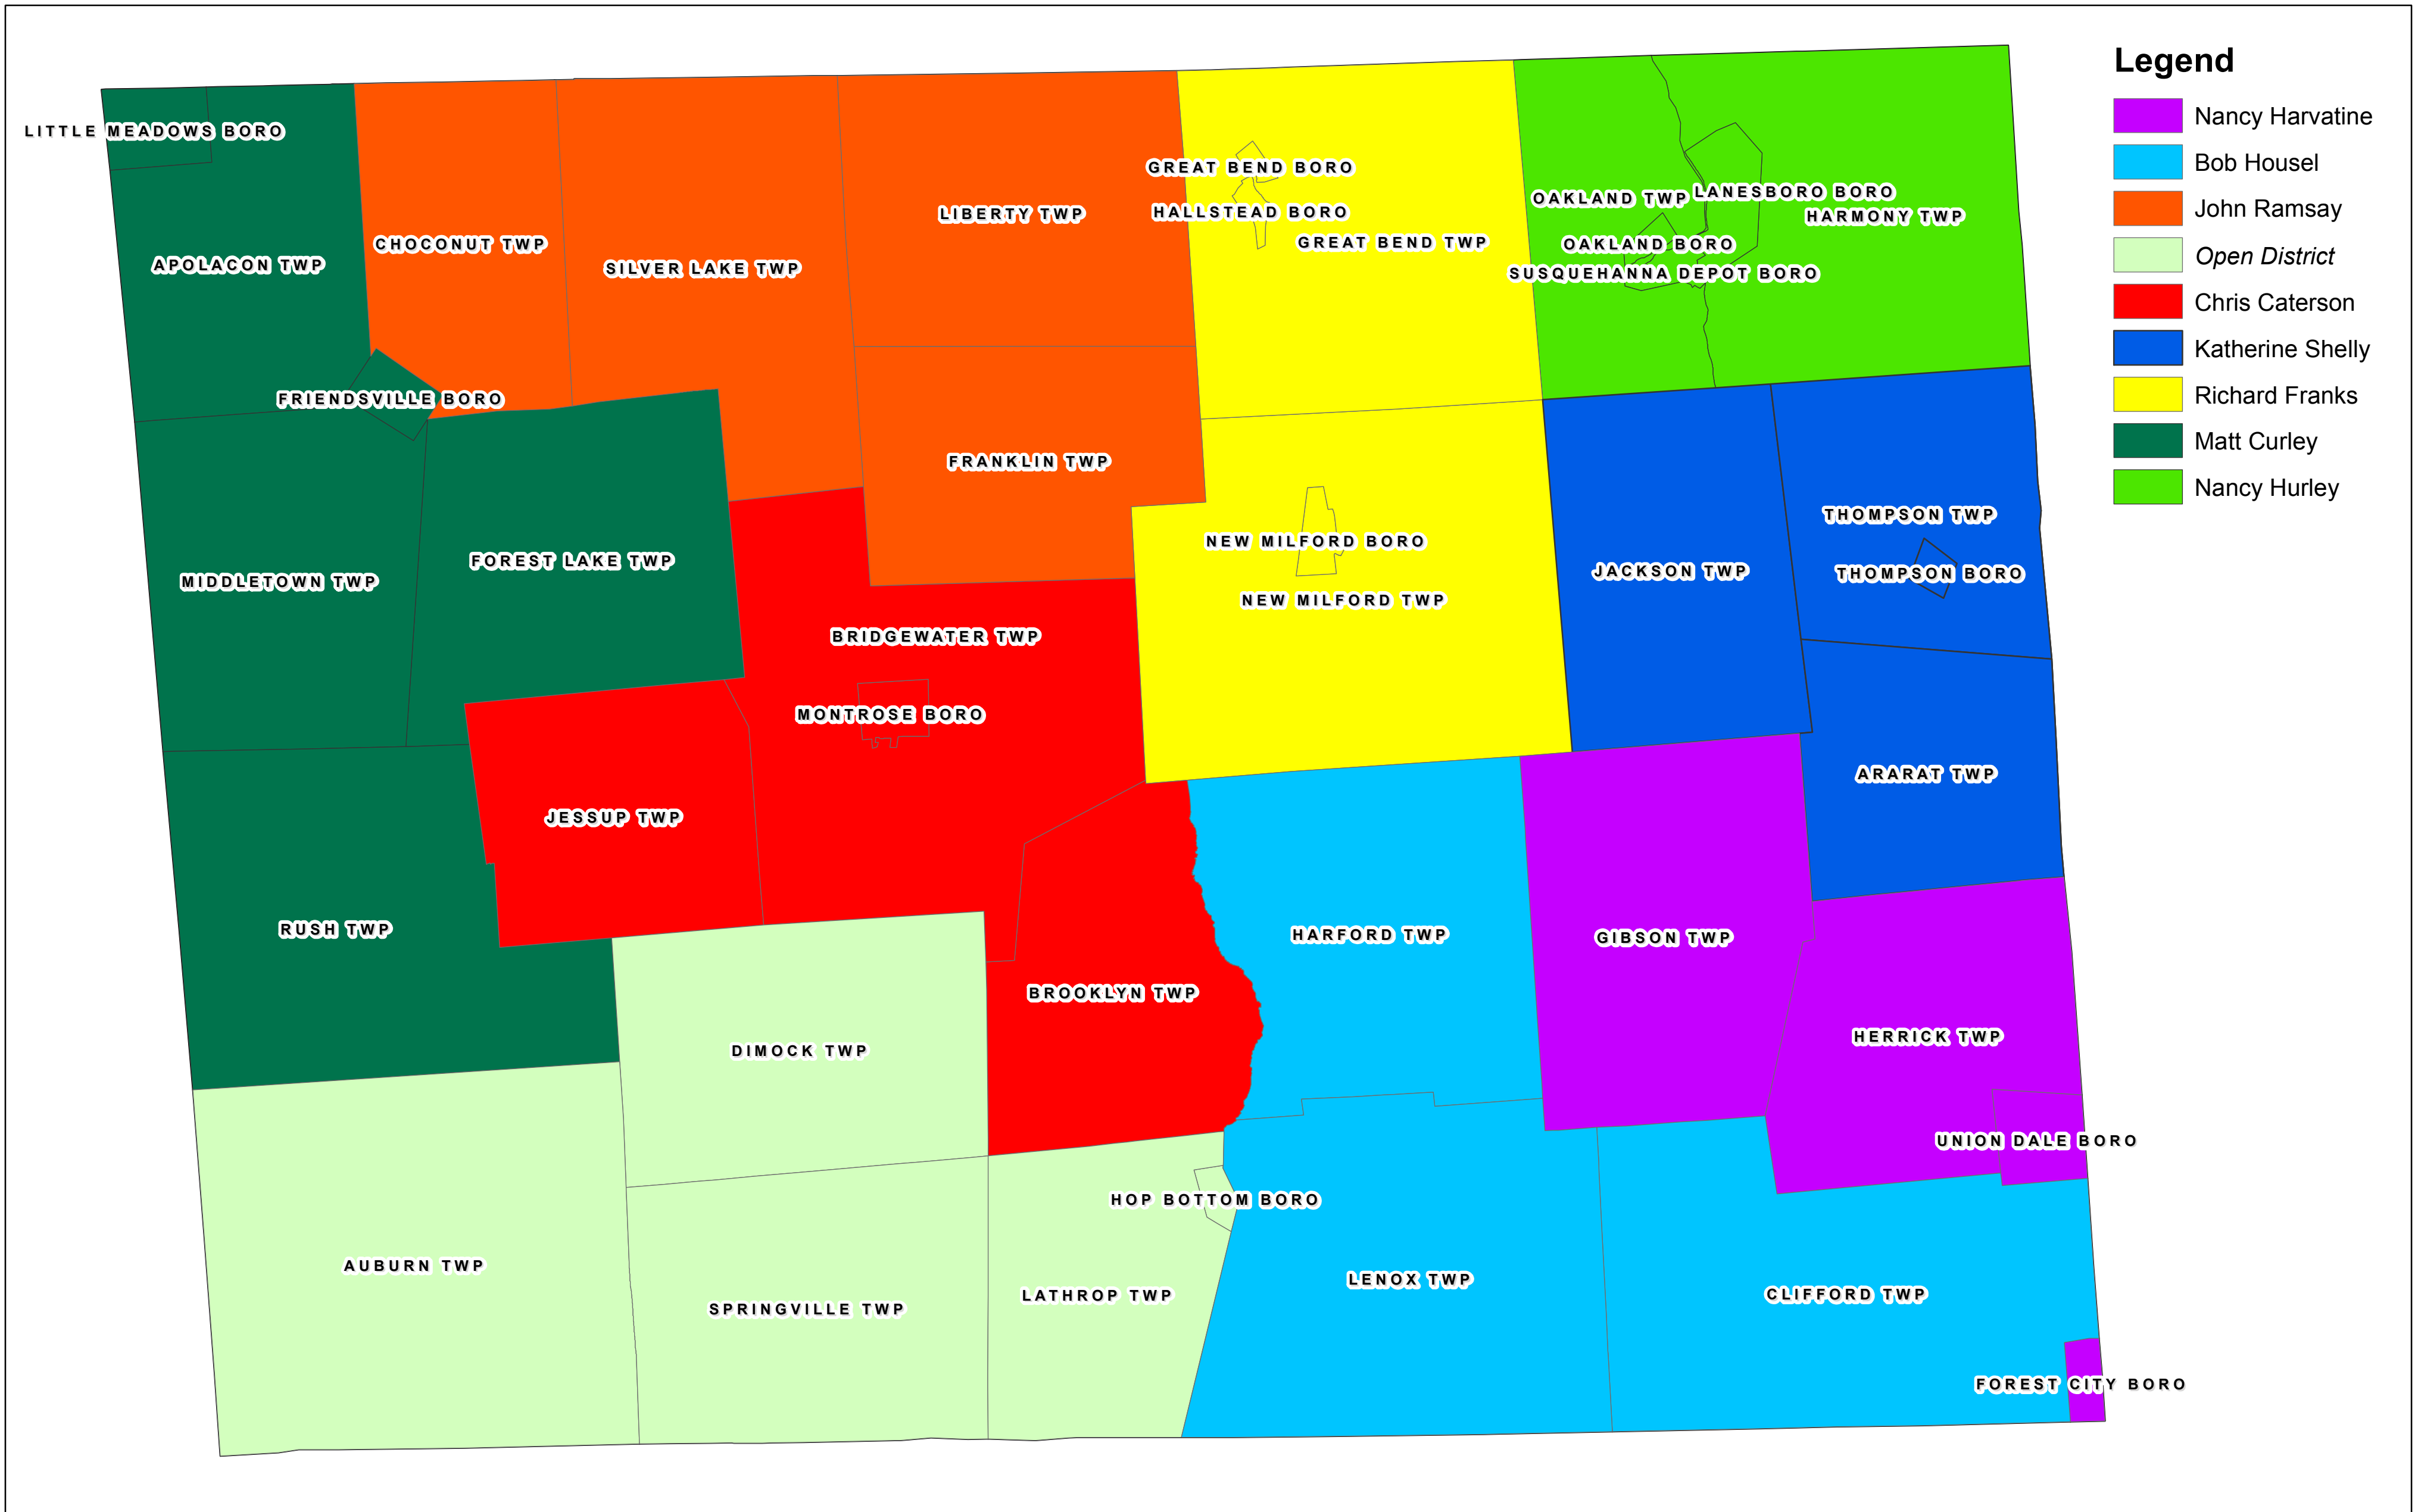 Legend
Nancy Harvatine
Bob Housel
John Ramsay
Open District
Chris Caterson
Katherine Shelly
Richard Franks
Matt Curley
Nancy Hurley
LITTLE MEADOWS BORO
APOLACON TWP
CHOCONUT TWP
SILVER LAKE TWP
LIBERTY TWP
GREAT BEND BORO
HALLSTEAD BORO
GREAT BEND TWP
OAKLAND TWP
LANESBORO BORO
HARMONY TWP
OAKLAND BORO
SUSQUEHANNA DEPOT BORO
FRIENDSVILLE BORO
FRANKLIN TWP
MIDDLETOWN TWP
FOREST LAKE TWP
NEW MILFORD BORO
NEW MILFORD TWP
JACKSON TWP
THOMPSON TWP
THOMPSON BORO
BRIDGEWATER TWP
MONTROSE BORO
ARARAT TWP
JESSUP TWP
RUSH TWP
HARFORD TWP
GIBSON TWP
BROOKLYN TWP
DIMOCK TWP
HERRICK TWP
UNION DALE BORO
HOP BOTTOM BORO
AUBURN TWP
SPRINGVILLE TWP
LATHROP TWP
LENOX TWP
CLIFFORD TWP
FOREST CITY BORO